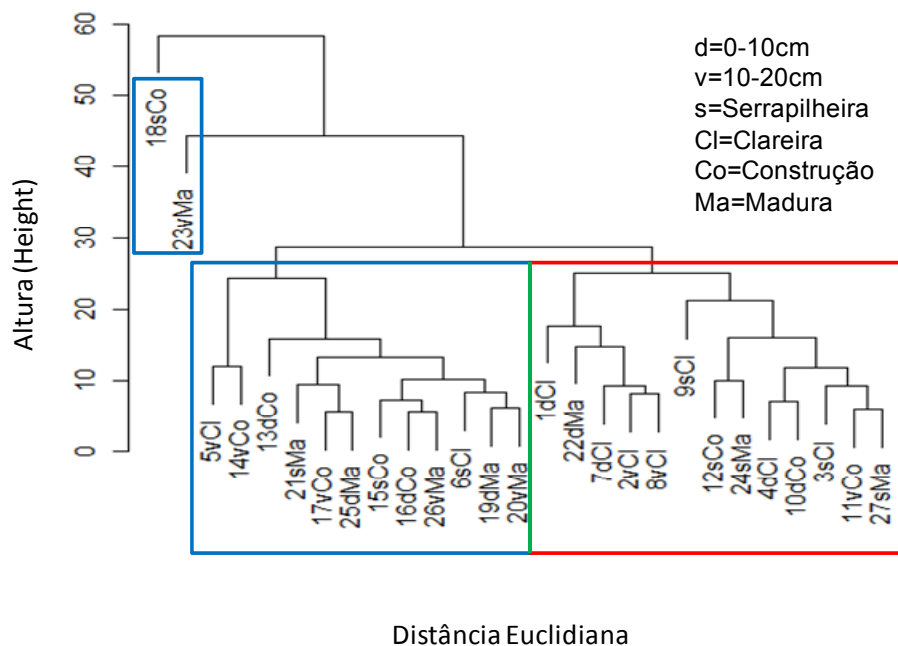 60
50
40
30
20
10
0
Altura (Height)
d=0-10cm
v=10-20cm
s=Serrapilheira
Cl=Clareira
Co=Construção
Ma=Madura
18sCo
23vMa
5vCl
14vCo
13dCo
21sMa
17vCo
25dMa
15sCo
16dCo
26vMa
6sCl
19dMa
20vMa
1dCl
22dMa
7dCl
2vCl
8vCl
9sCl
12sCo
24sMa
4dCl
10dCo
3sCl
11vCo
27sMa
Distância Euclidiana